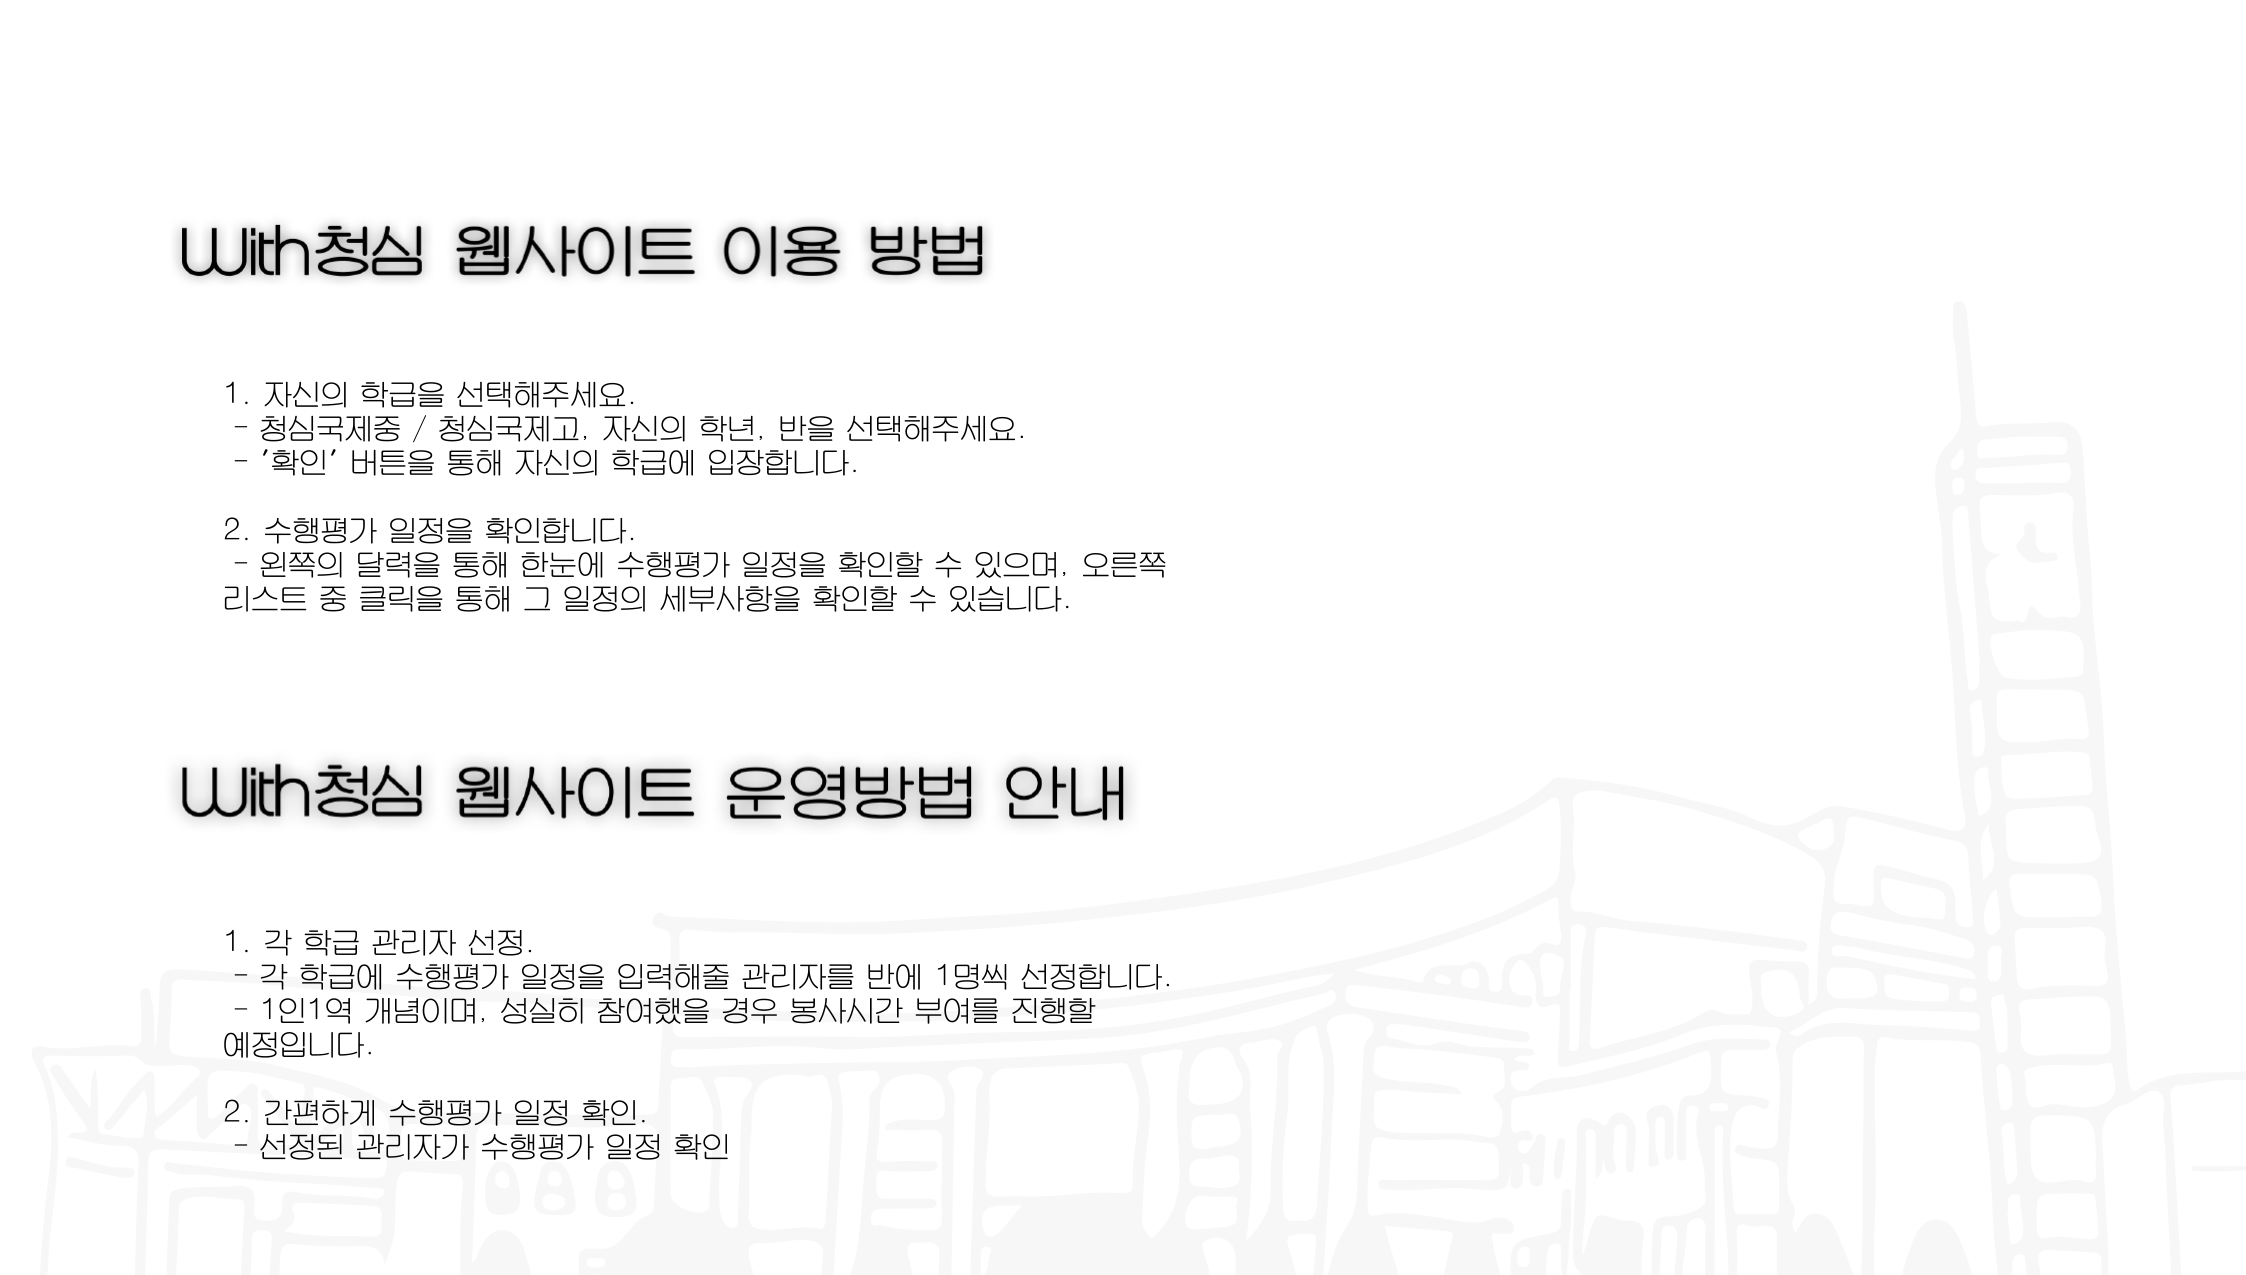 With청심 웹사이트 이용 방법
1. 자신의 학급을 선택해주세요.
- 청심국제중 / 청심국제고, 자신의 학년, 반을 선택해주세요.
- '확인' 버튼을 통해 자신의 학급에 입장합니다.
2. 수행평가 일정을 확인합니다.
- 왼쪽의 달력을 통해 한눈에 수행평가 일정을 확인할 수 있으며, 오른쪽
리스트 중 클릭을 통해 그 일정의 세부사항을 확인할 수 있습니다.
With청심 웹사이트 운영방법 안내
1. 각 학급 관리자 선정.
- 각 학급에 수행평가 일정을 입력해줄 관리자를 반에 1명씩 선정합니다.
- 1인1역 개념이며, 성실히 참여했을 경우 봉사시간 부여를 진행할
예정입니다.
2. 간편하게 수행평가 일정 확인.
- 선정된 관리자가 수행평가 일정 확인